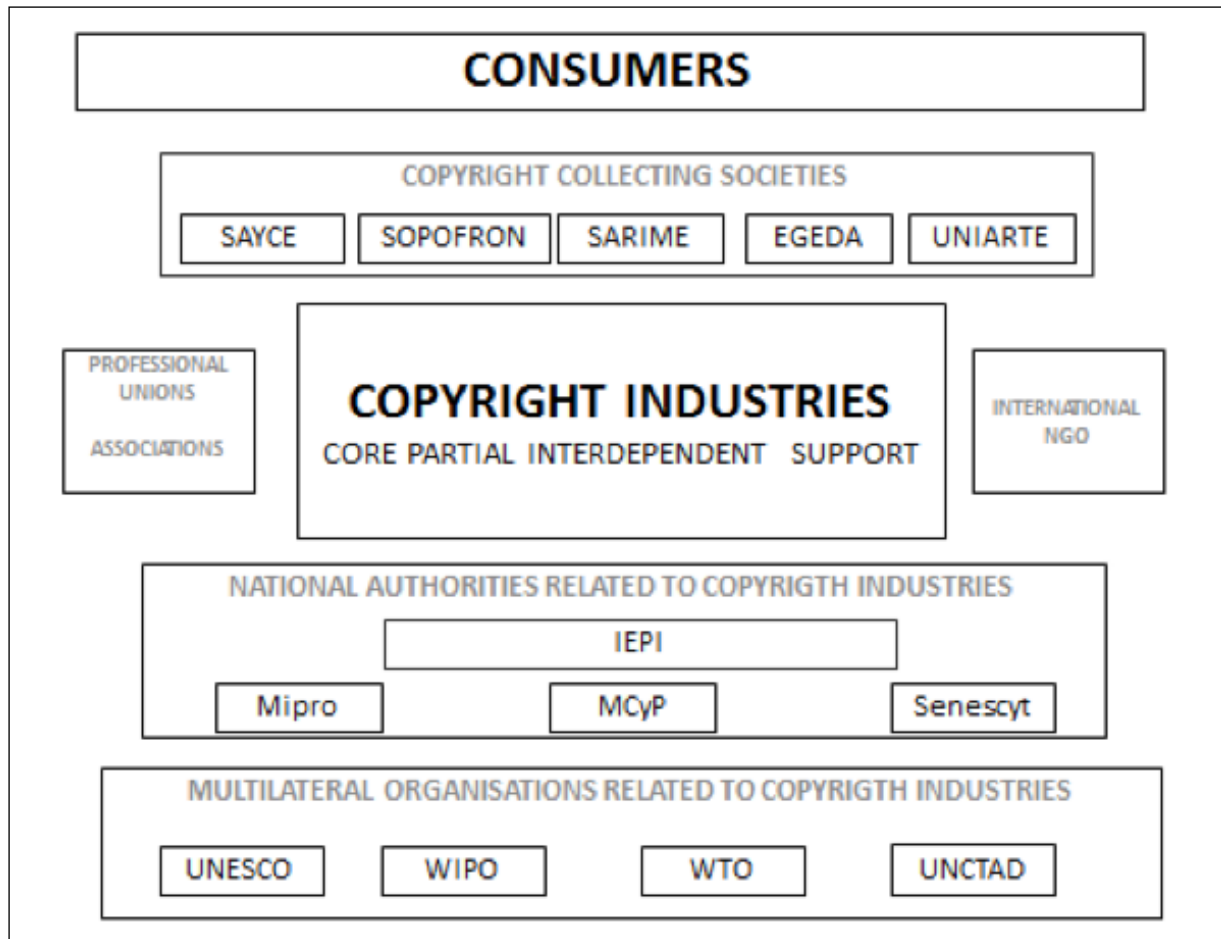 CONSUMERS
COPYRIGHT COLLECTING SOCIETIES
SAYCE SOPOFRON SARIME EGEDA UNIARTE
PROFESSIONAL
UNIONS
ASSOCIATIONS
COPYRIGHT INDUSTRIES
CORE PARTIAL INTERDEPENDENT SUPPORT
INTERNATIONAL
NGO
NATIONAL AUTHORITIES RELATED TO COPYRIGTH INDUSTRIES
IEPI
Mipro MCyP Senescyt
MULTILATERAL ORGANISATIONS RELATED TO COPYRIGTH INDUSTRIES
UNESCO WIPO WTO UNCTAD